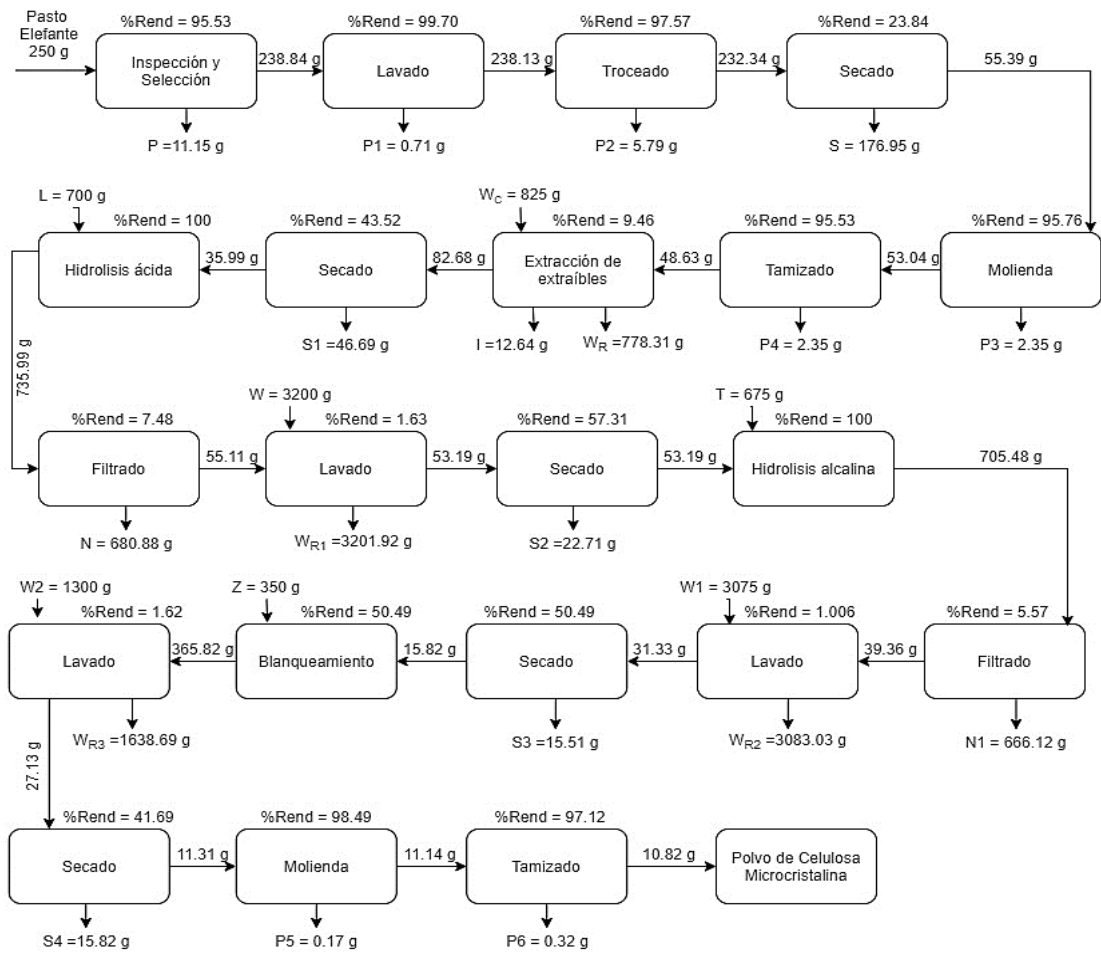 Pasto
Elefante
250 g
%Rend = 95.53
Inspección y
Selección
P =11.15 g
238.84 g
%Rend = 99.70
Lavado
P1 = 0.71 g
238.13 g
%Rend = 97.57
Troceado
P2 = 5.79 g
232.34 g
%Rend = 23.84
Secado
S = 176.95 g
55.39 g
%Rend = 95.76
Molienda
P3 = 2.35 g
53.04 g
%Rend = 95.53
Tamizado
P4 = 2.35 g
48.63 g
W_C = 825 g
%Rend = 9.46
Extracción de
extraíbles
I =12.64 g
W_R =778.31 g
82.68 g
%Rend = 43.52
Secado
S1 =46.69 g
35.99 g
L = 700 g
%Rend = 100
Hidrolisis ácida
735.99 g
%Rend = 7.48
Filtrado
N = 680.88 g
55.11 g
W = 3200 g
%Rend = 1.63
Lavado
W_R1 =3201.92 g
53.19 g
%Rend = 57.31
Secado
S2 =22.71 g
53.19 g
T = 675 g
%Rend = 100
Hidrolisis alcalina
705.48 g
%Rend = 5.57
Filtrado
N1 = 666.12 g
39.36 g
W1 = 3075 g
%Rend = 1.006
Lavado
W_R2 =3083.03 g
31.33 g
%Rend = 50.49
Secado
S3 =15.51 g
15.82 g
Z = 350 g
%Rend = 50.49
Blanqueamiento
365.82 g
W2 = 1300 g
%Rend = 1.62
Lavado
W_R3 =1638.69 g
27.13 g
%Rend = 41.69
Secado
S4 =15.82 g
11.31 g
%Rend = 98.49
Molienda
P5 = 0.17 g
11.14 g
%Rend = 97.12
Tamizado
P6 = 0.32 g
10.82 g
Polvo de Celulosa
Microcristalina